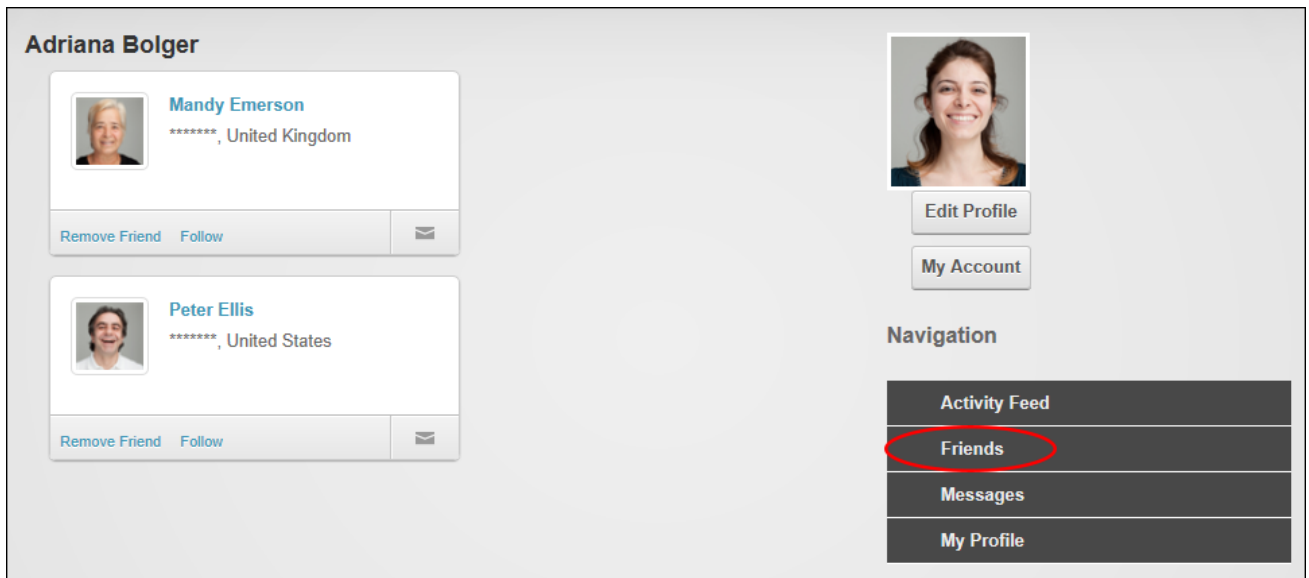 Adriana Bolger
Mandy Emerson
*******, United Kingdom
Remove Friend Follow
Peter Ellis
*******, United States
Remove Friend Follow
Edit Profile
My Account
Navigation
Activity Feed
Friends
Messages
My Profile